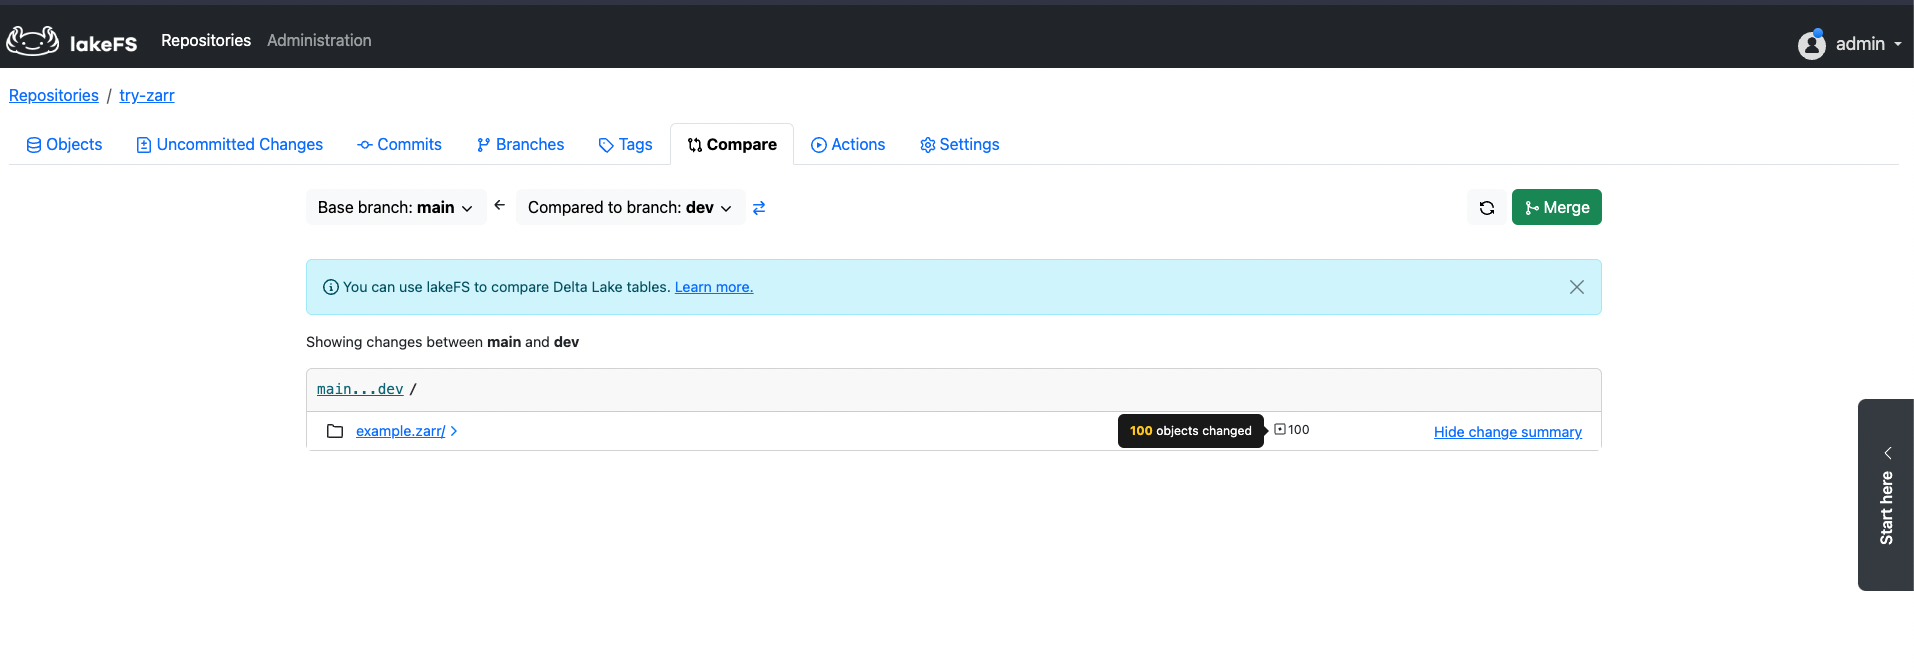 lakeFS Repositories Administration admin
Repositories / try-zarr
Objects Uncommitted Changes Commits Branches Tags Compare Actions Settings
Base branch: main Compared to branch: dev Merge
You can use lakeFS to compare Delta Lake tables. Learn more.
Showing changes between main and dev
main...dev /
example.zarr/ 100 objects changed 100 Hide change summary
Start here